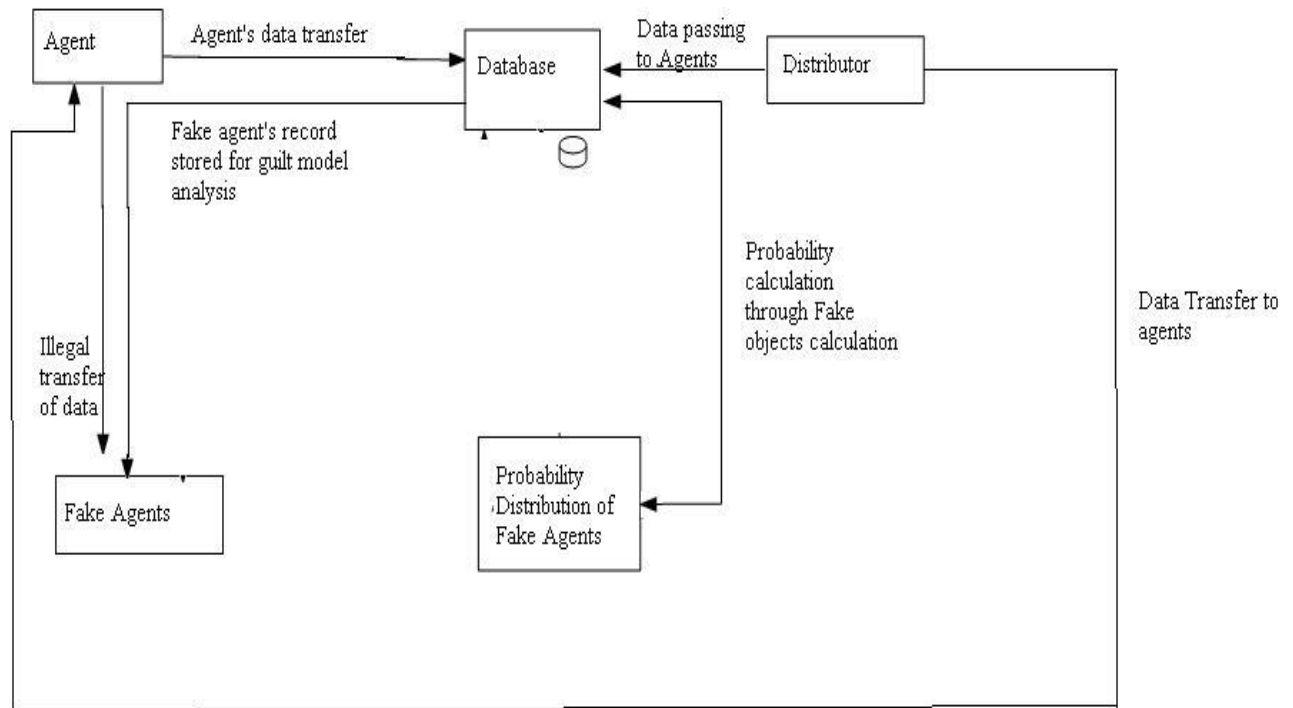 Agent
Agent's data transfer
Database
Data passing
to Agents
Distributor
Fake agent's record
stored for guilt model
analysis
Probability
calculation
through Fake
objects calculation
Data Transfer to
agents
Illegal
transfer
of data
Fake Agents
Probability
Distribution of
Fake Agents